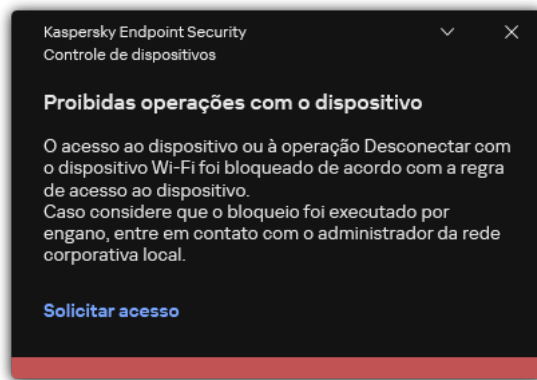 Kaspersky Endpoint Security
Controle de dispositivos
Proibidas operações com o dispositivo
O acesso ao dispositivo ou à operação Desconectar com
o dispositivo Wi-Fi foi bloqueado de acordo com a regra
de acesso ao dispositivo.
Caso considere que o bloqueio foi executado por
engano, entre em contato com o administrador da rede
corporativa local.
Solicitar acesso